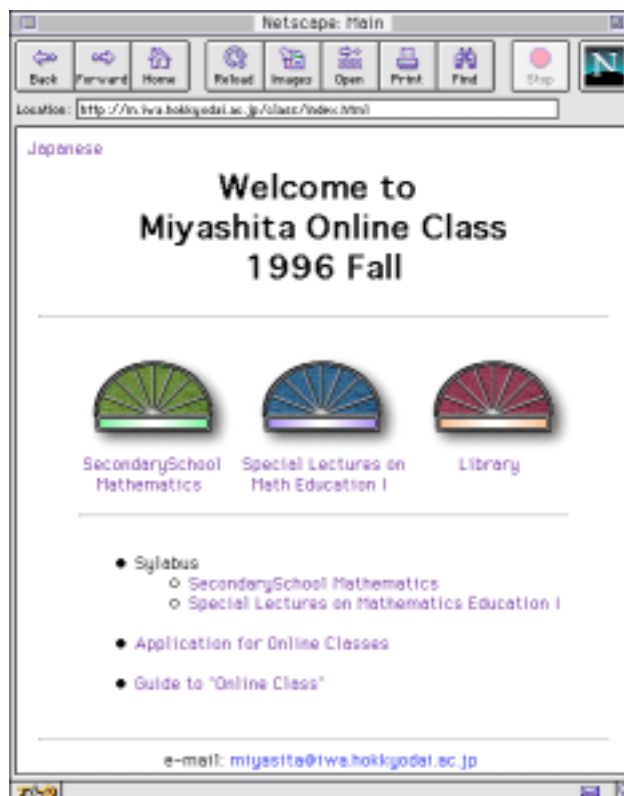 Netscape: Main
Back Forward Home Reload Images Open Print Find Stop N
Location: http://m.iwa.hokkyodai.ac.jp/class/index.html
Japanese
Welcome to
Miyashita Online Class
1996 Fall
SecondarySchool Special Lectures on Library
Mathematics Math Education I
Sylabus
SecondarySchool Mathematics
Special Lectures on Mathematics Education I
Application for Online Classes
Guide to "Online Class"
e-mail: miyasita@iwa.hokkyodai.ac.jp